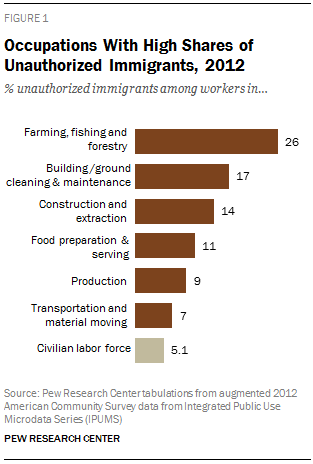 FIGURE 1
Occupations With High Shares of
Unauthorized Immigrants, 2012
% unauthorized immigrants among workers in...
Farming, fishing and
forestry
26
Building/ground
cleaning & maintenance
17
Construction and
extraction
14
Food preparation &
serving
11
Production
9
Transportation and
material moving
7
Civilian labor force
5.1
Source: Pew Research Center tabulations from augmented 2012
American Community Survey data from Integrated Public Use
Microdata Series (IPUMS)
PEW RESEARCH CENTER